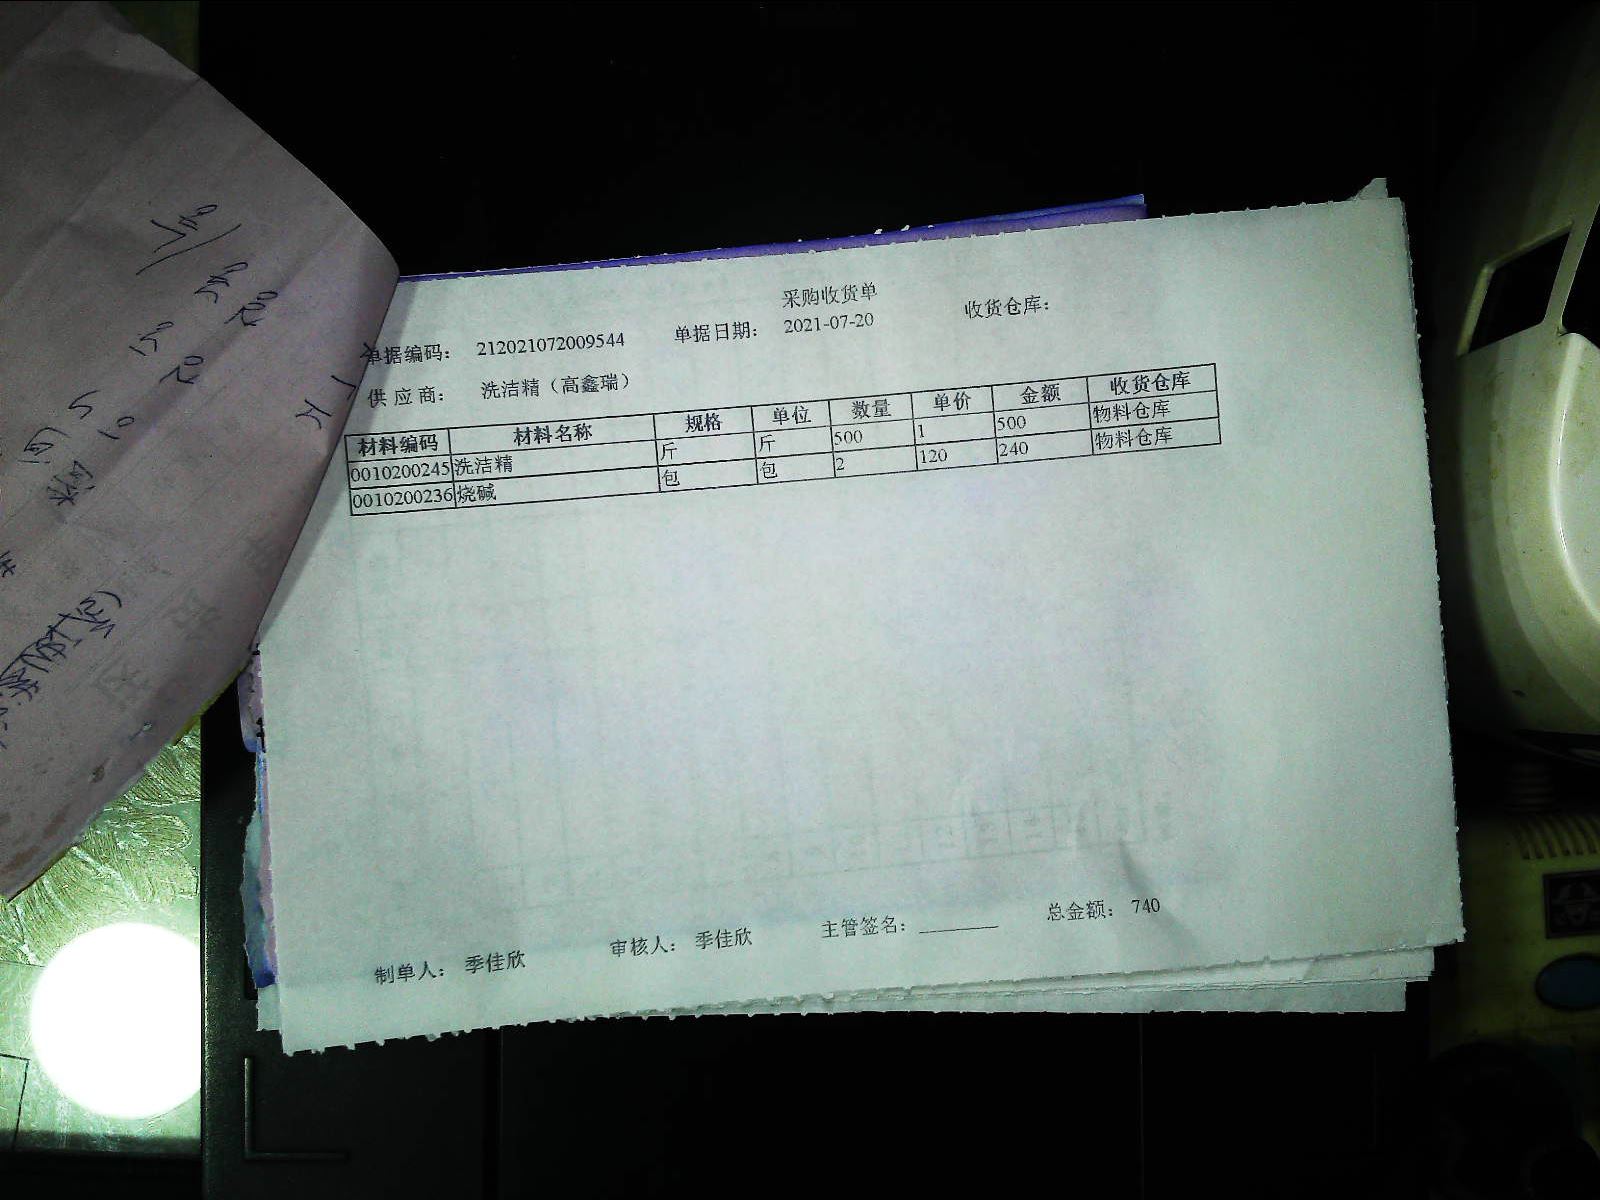 采购收货单
单据编码： 212021072009544 单据日期： 2021-07-20 收货仓库：
供应商： 洗洁精（高鑫瑞）
材料编码 材料名称 规格 单位 数量 单价 金额 收货仓库
0010200245 洗洁精 斤 斤 500 1 500 物料仓库
0010200236 烧碱 包 包 2 120 240 物料仓库
制单人： 季佳欣 审核人： 季佳欣 主管签名：________ 总金额： 740